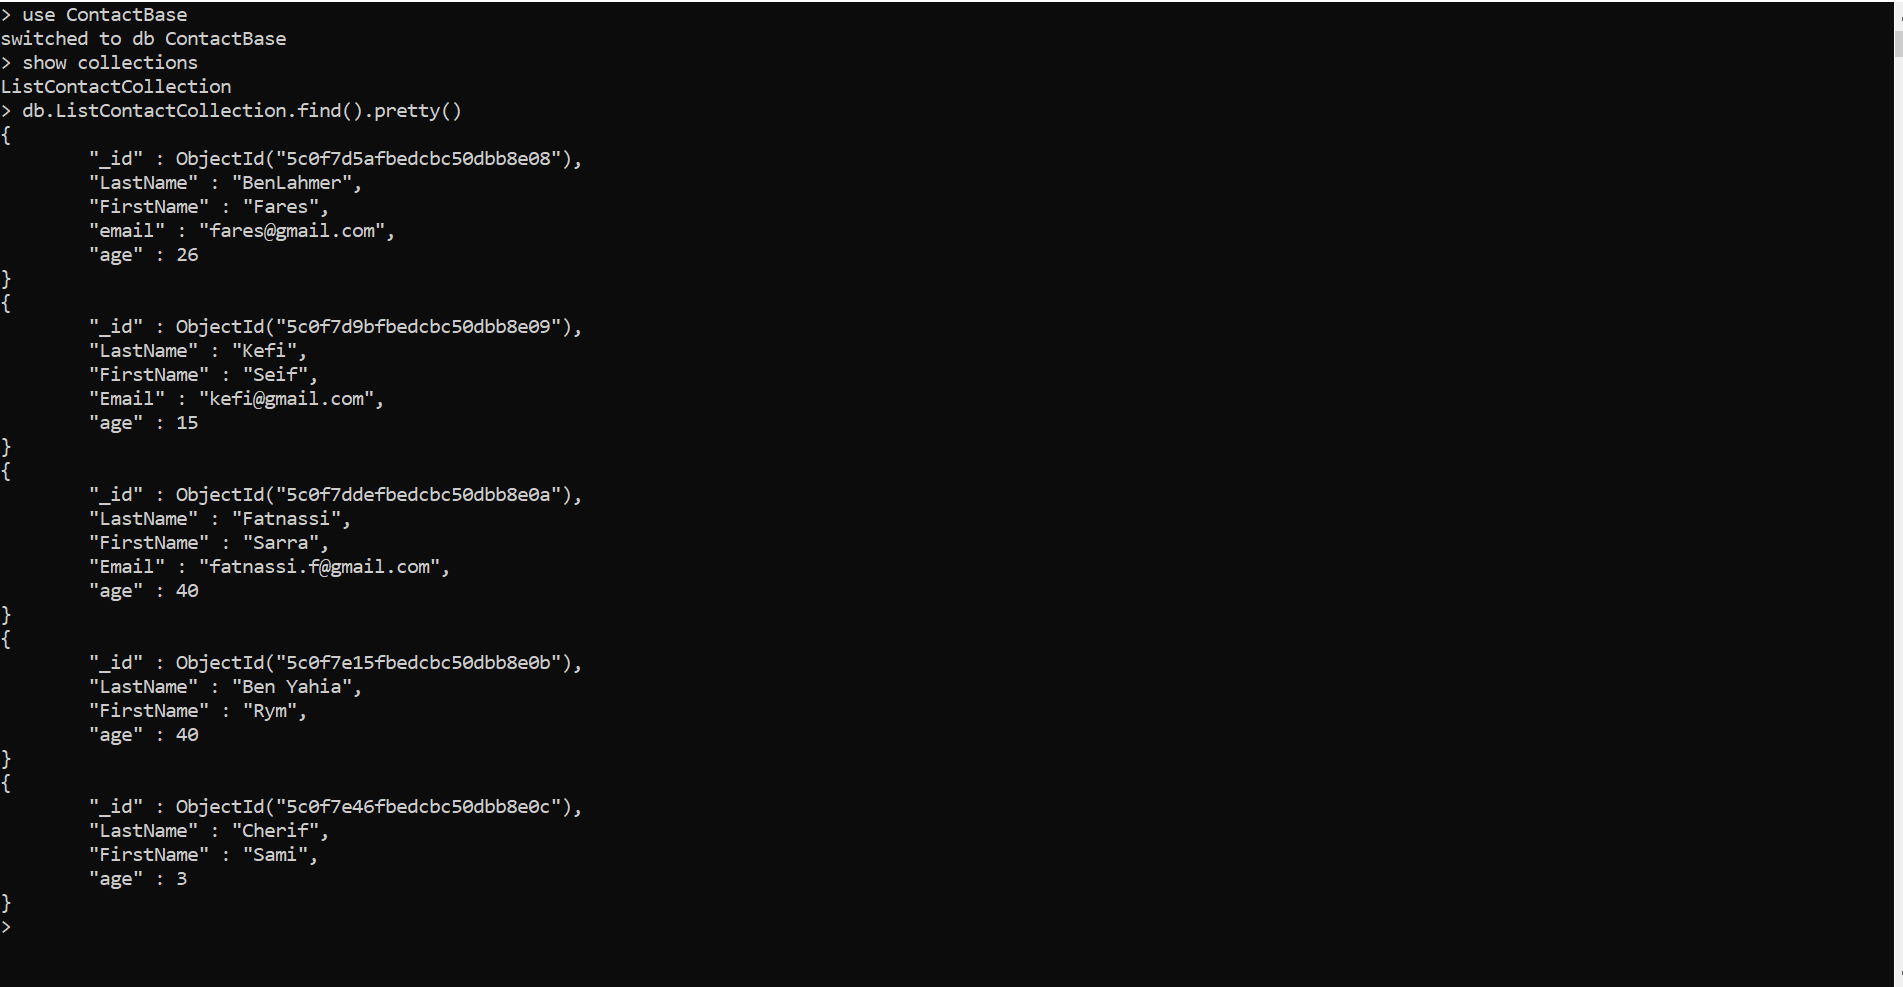 > use ContactBase
switched to db ContactBase
> show collections
ListContactCollection
> db.ListContactCollection.find().pretty()
{
        "_id" : ObjectId("5c0f7d5afbedcbc50dbb8e08"),
        "LastName" : "BenLahmer",
        "FirstName" : "Fares",
        "email" : "fares@gmail.com",
        "age" : 26
}
{
        "_id" : ObjectId("5c0f7d9bfbedcbc50dbb8e09"),
        "LastName" : "Kefi",
        "FirstName" : "Seif",
        "Email" : "kefi@gmail.com",
        "age" : 15
}
{
        "_id" : ObjectId("5c0f7ddefbedcbc50dbb8e0a"),
        "LastName" : "Fatnassi",
        "FirstName" : "Sarra",
        "Email" : "fatnassi.f@gmail.com",
        "age" : 40
}
{
        "_id" : ObjectId("5c0f7e15fbedcbc50dbb8e0b"),
        "LastName" : "Ben Yahia",
        "FirstName" : "Rym",
        "age" : 40
}
{
        "_id" : ObjectId("5c0f7e46fbedcbc50dbb8e0c"),
        "LastName" : "Cherif",
        "FirstName" : "Sami",
        "age" : 3
}
>